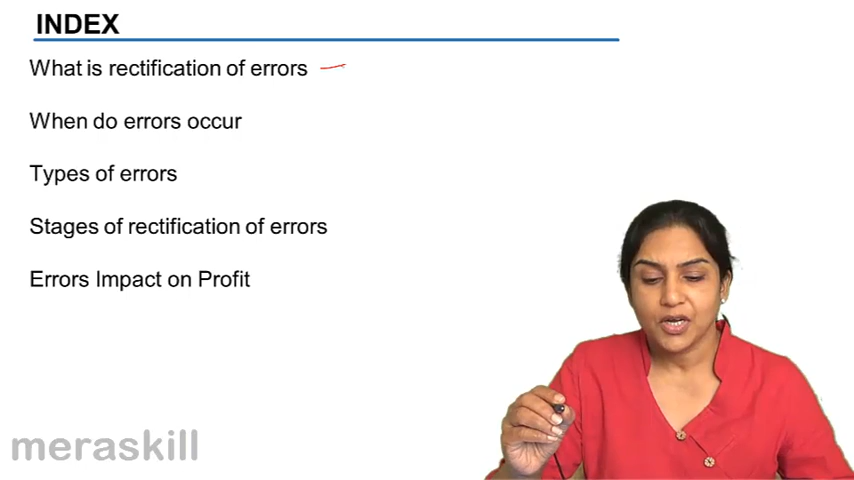 INDEX
What is rectification of errors
When do errors occur
Types of errors
Stages of rectification of errors
Errors Impact on Profit
meraskill